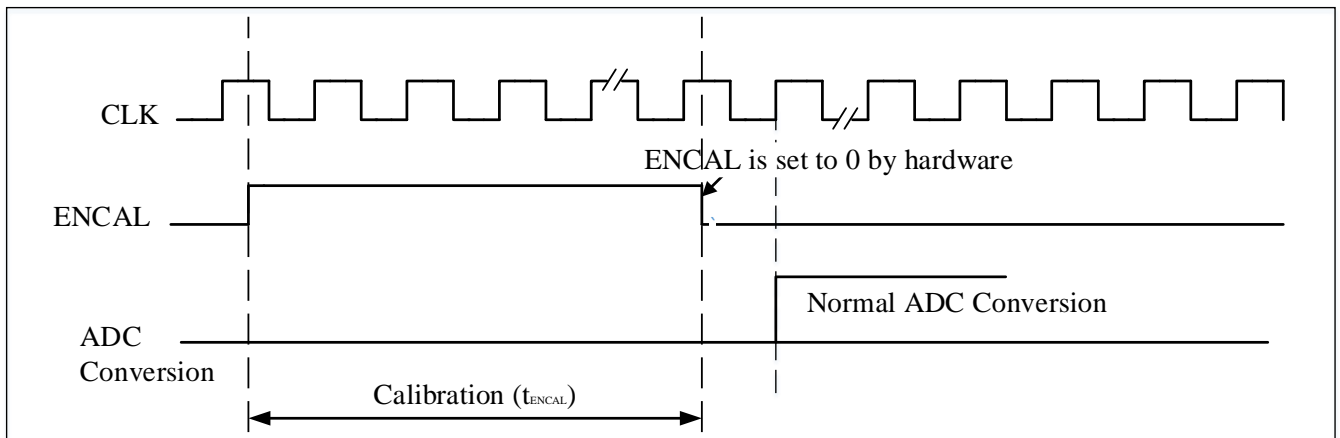 CLK
ENCAL is set to 0 by hardware
ENCAL
Normal ADC Conversion
ADC
Conversion
Calibration (tENCAL)